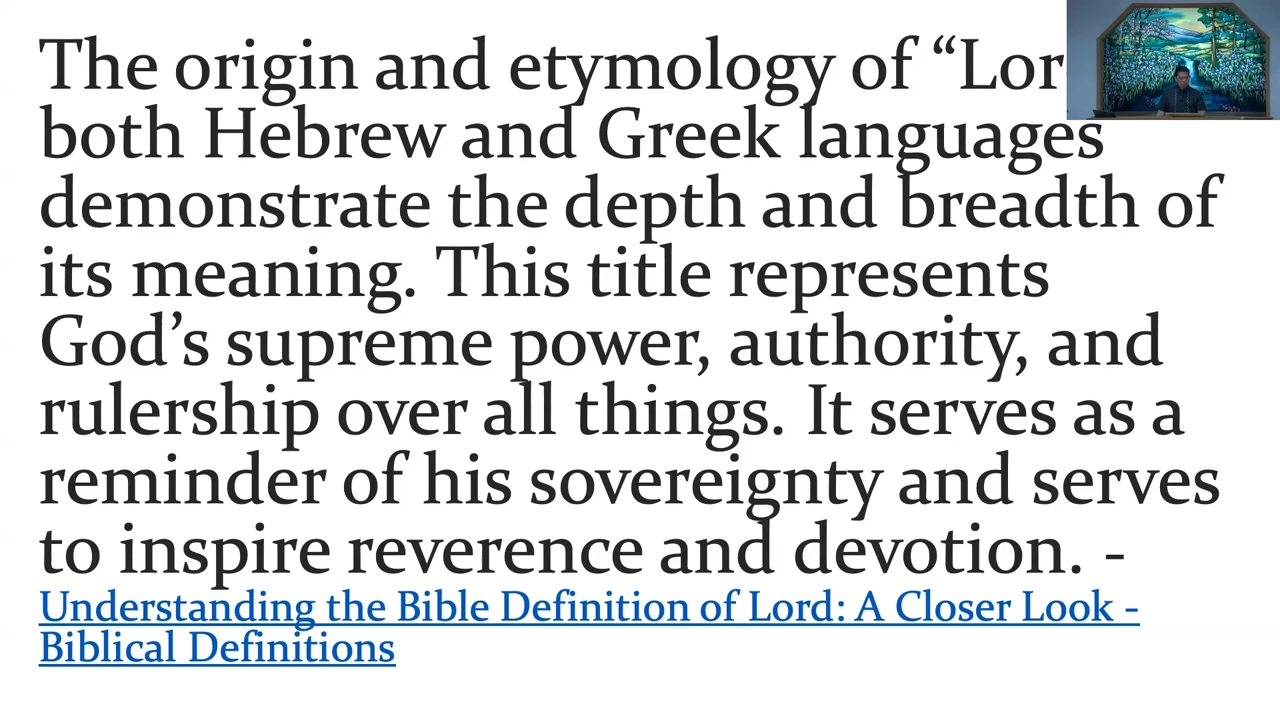 The origin and etymology of “Lor
both Hebrew and Greek languages
demonstrate the depth and breadth of
its meaning. This title represents
God’s supreme power, authority, and
rulership over all things. It serves as a
reminder of his sovereignty and serves
to inspire reverence and devotion. -
Understanding the Bible Definition of Lord: A Closer Look -
Biblical Definitions